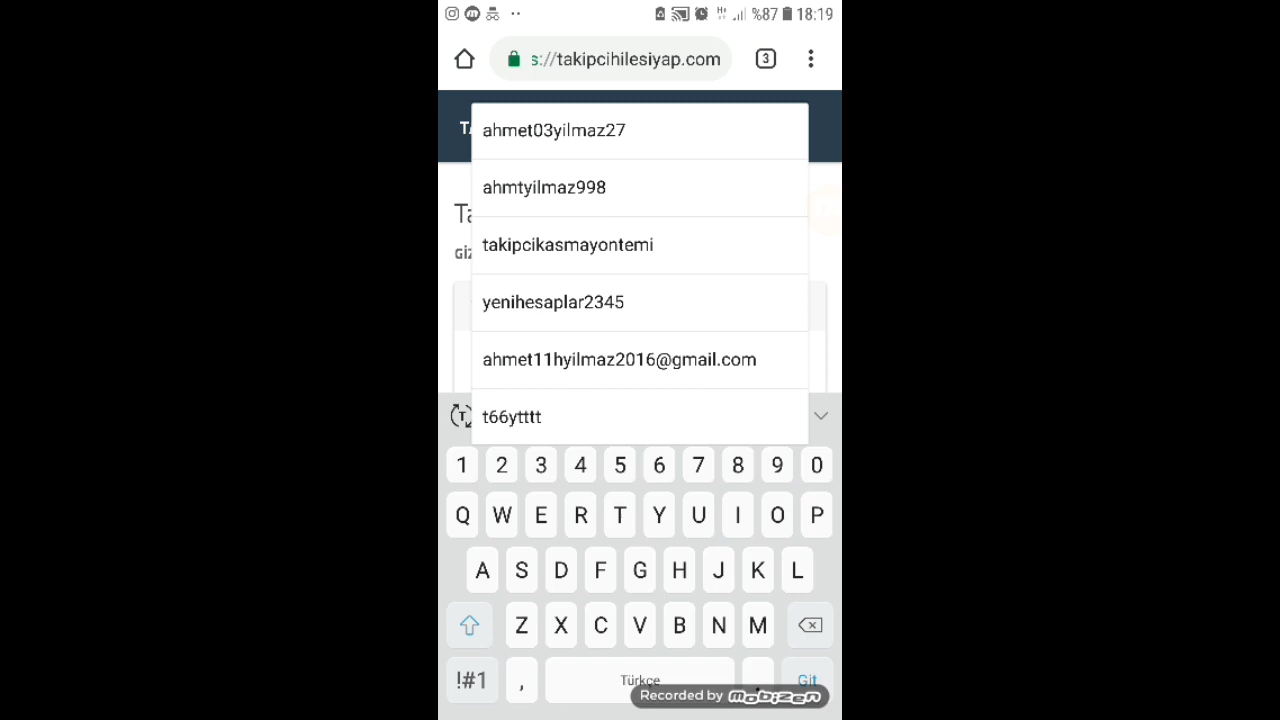 %87 18:19
s://takipcihilesiyap.com 3
ahmet03yilmaz27
ahmtyilmaz998
takipcikasmayontemi
yenihesaplar2345
ahmet11hyilmaz2016@gmail.com
T t66ytttt
1 2 3 4 5 6 7 8 9 0
Q W E R T Y U I O P
A S D F G H J K L
Z X C V B N M
!#1 , Türkçe . Git
Recorded by mobizen